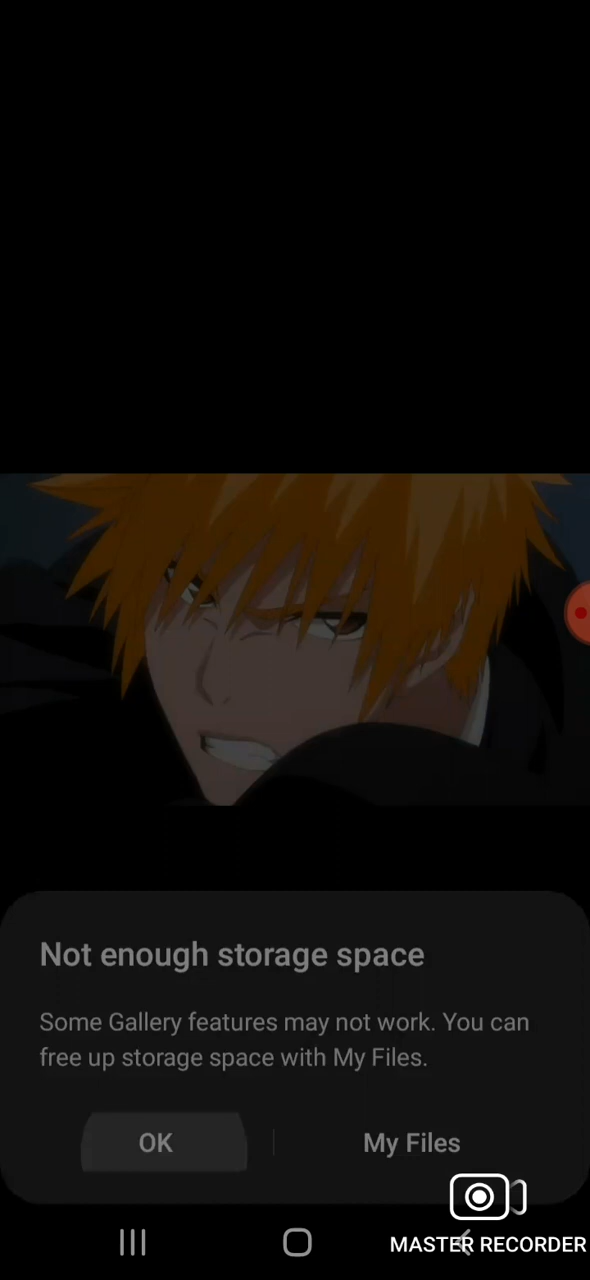 Not enough storage space
Some Gallery features may not work. You can
free up storage space with My Files.
OK
My Files
MASTER RECORDER